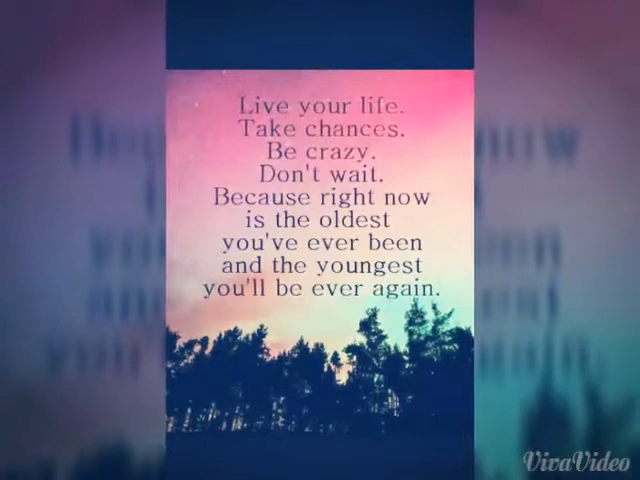 Live your life.
Take chances.
Be crazy.
Don't wait.
Because right now
is the oldest
you've ever been
and the youngest
you'll be ever again.
VivaVideo